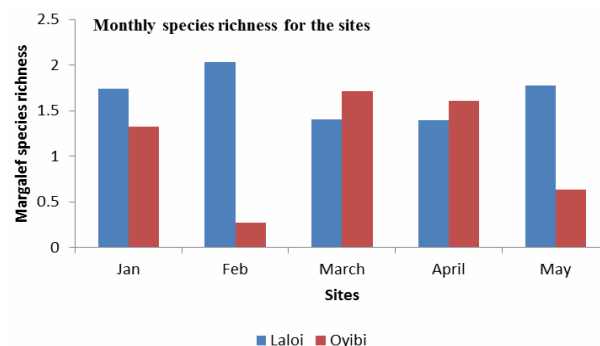 Monthly species richness for the sites
Margalef species richness
2.5
2
1.5
1
0.5
0
Jan Feb March April May
Sites
Laloi Oyibi